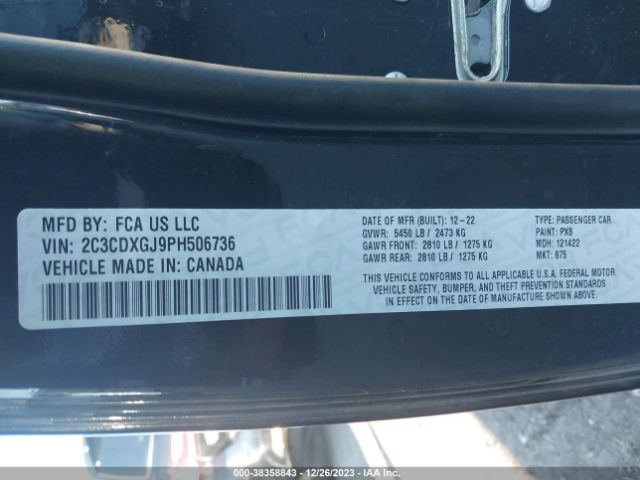 MFD BY: FCA US LLC
VIN: 2C3CDXGJ9PH506736
VEHICLE MADE IN: CANADA
DATE OF MFR (BUILT): 12-22
GVWR: 5450 LB / 2473 KG
GAWR FRONT: 2810 LB / 1275 KG
GAWR REAR: 2810 LB / 1275 KG
TYPE: PASSENGER CAR
PAINT: PX8
MDH: 121422
MKT: 675
THIS VEHICLE CONFORMS TO ALL APPLICABLE U.S.A. FEDERAL MOTOR
VEHICLE SAFETY, BUMPER, AND THEFT PREVENTION STANDARDS
IN EFFECT ON THE DATE OF MANUFACTURE SHOWN ABOVE.
000-38358843 / 12/26/2023 - IAA Inc.